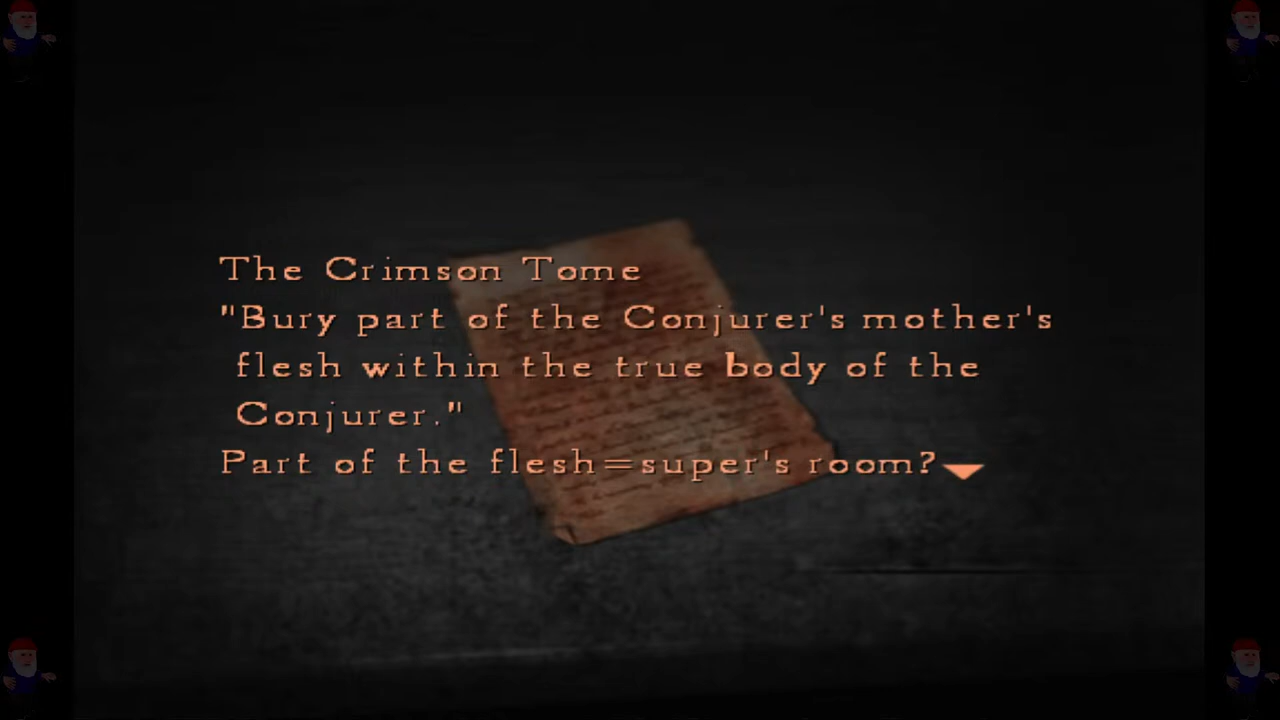 The Crimson Tome
"Bury part of the Conjurer's mother's
flesh within the true body of the
Conjurer."
Part of the flesh=super's room?